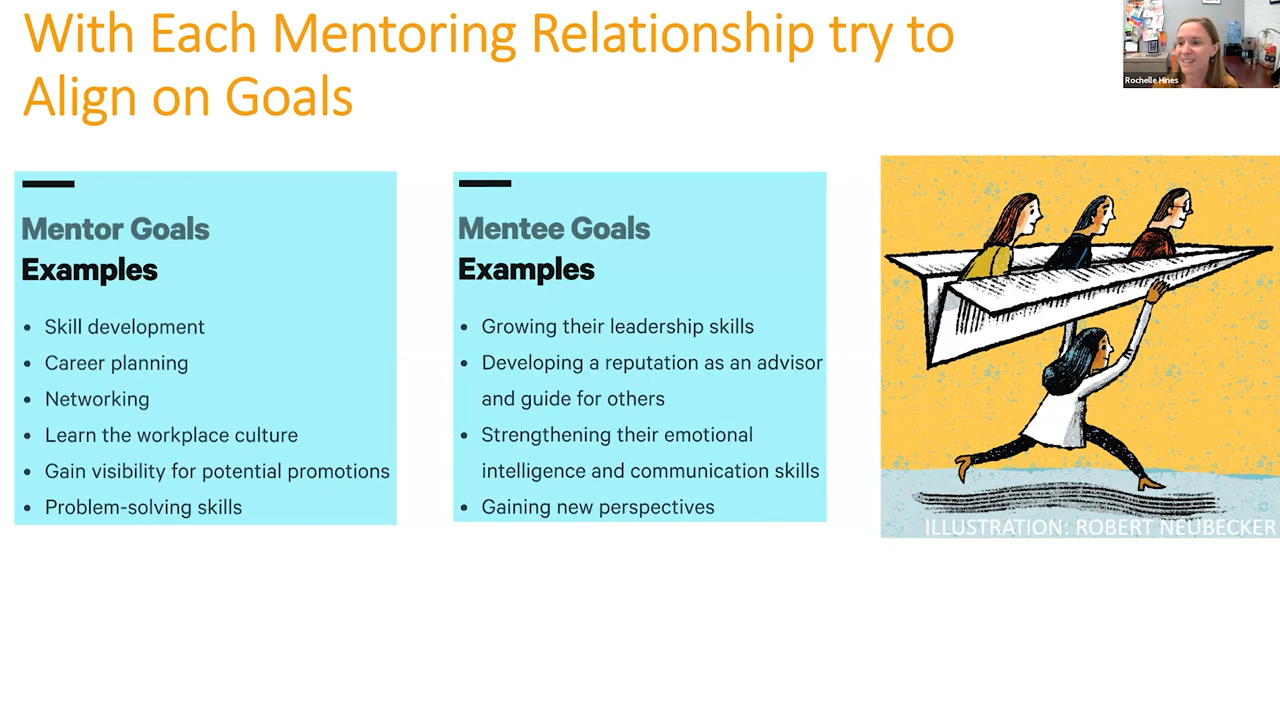 With Each Mentoring Relationship try to
Align on Goals
Rochelle Hines
Mentor Goals
Examples
• Skill development
• Career planning
• Networking
• Learn the workplace culture
• Gain visibility for potential promotions
• Problem-solving skills
Mentee Goals
Examples
• Growing their leadership skills
• Developing a reputation as an advisor
and guide for others
• Strengthening their emotional
intelligence and communication skills
• Gaining new perspectives
ILLUSTRATION: ROBERT NEUBECKER